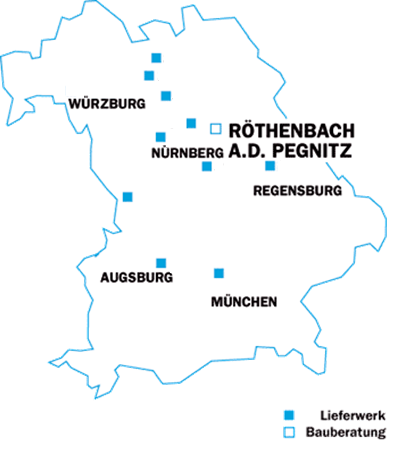 WÜRZBURG
RÖTHENBACH
NÜRNBERG A.D. PEGNITZ
REGENSBURG
AUGSBURG
MÜNCHEN
Lieferwerk
Bauberatung